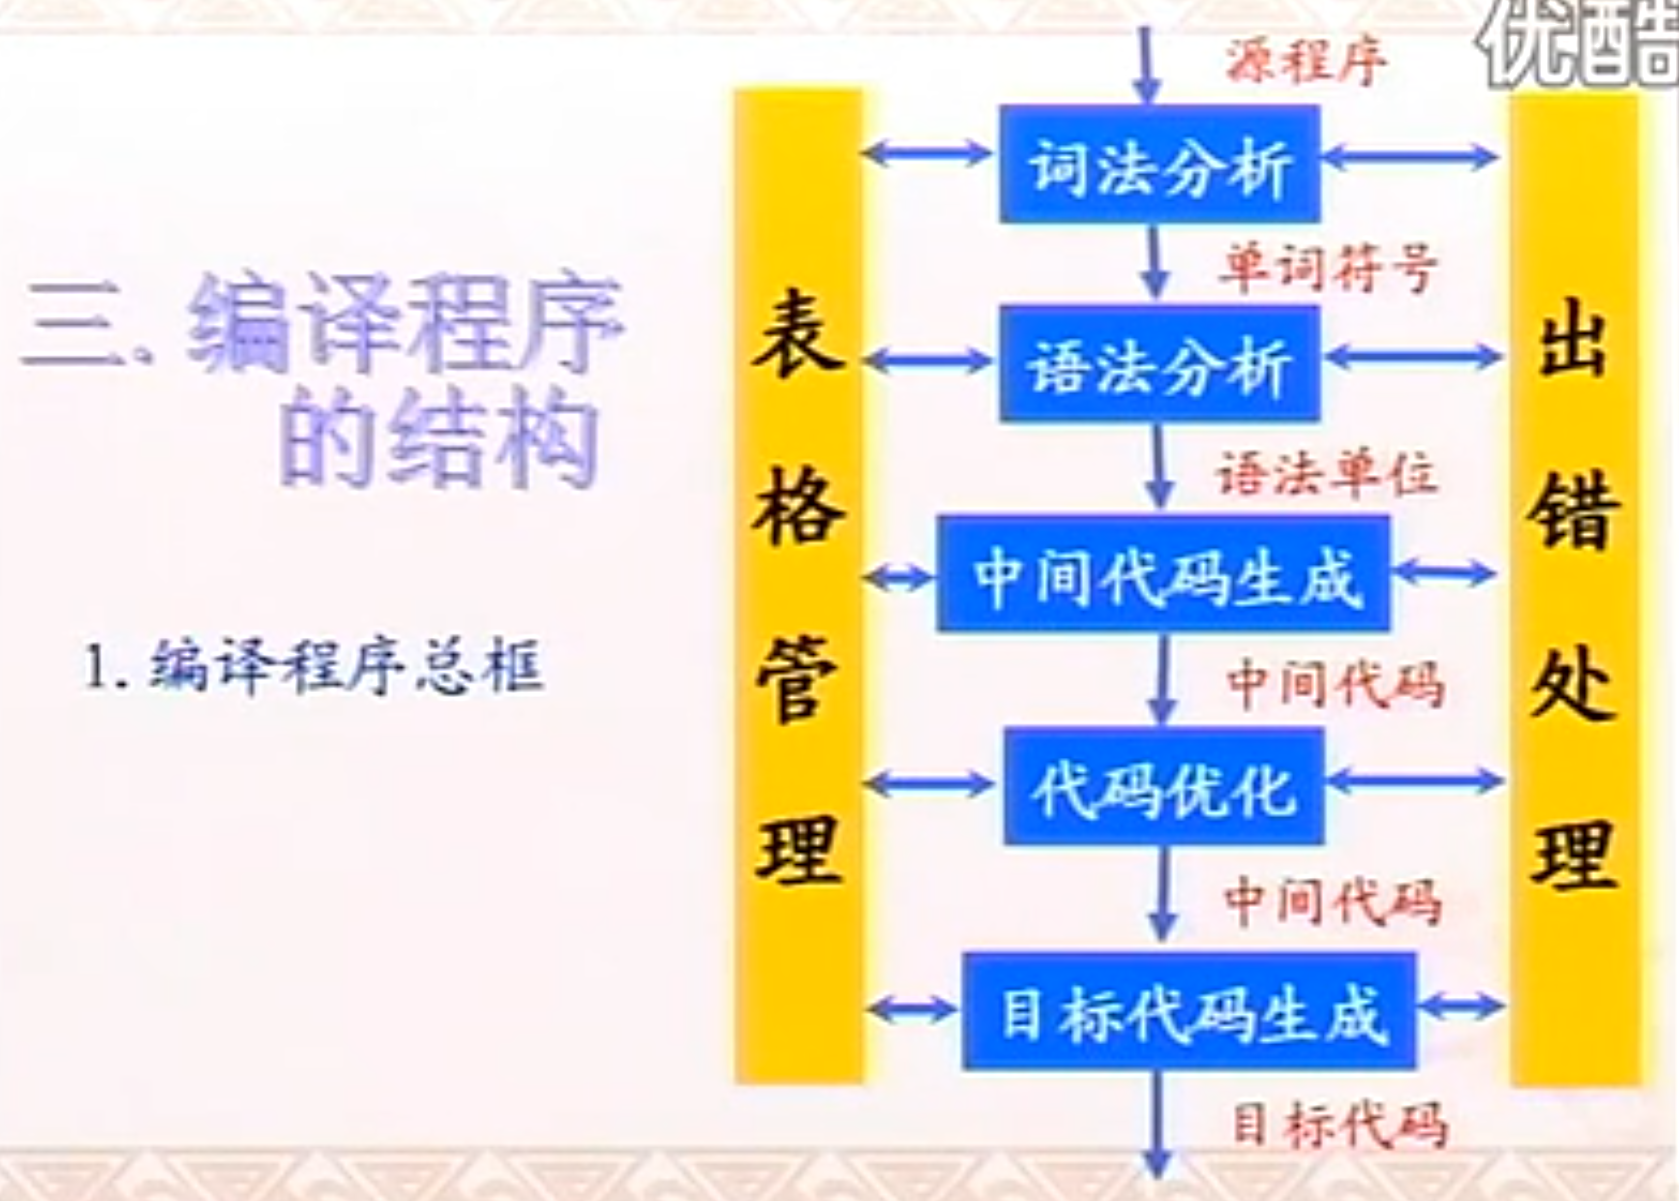 优酷
三.编译程序
的结构
1.编译程序总框
表格管理
源程序
词法分析
单词符号
语法分析
语法单位
中间代码生成
中间代码
代码优化
中间代码
目标代码生成
目标代码
出错处理